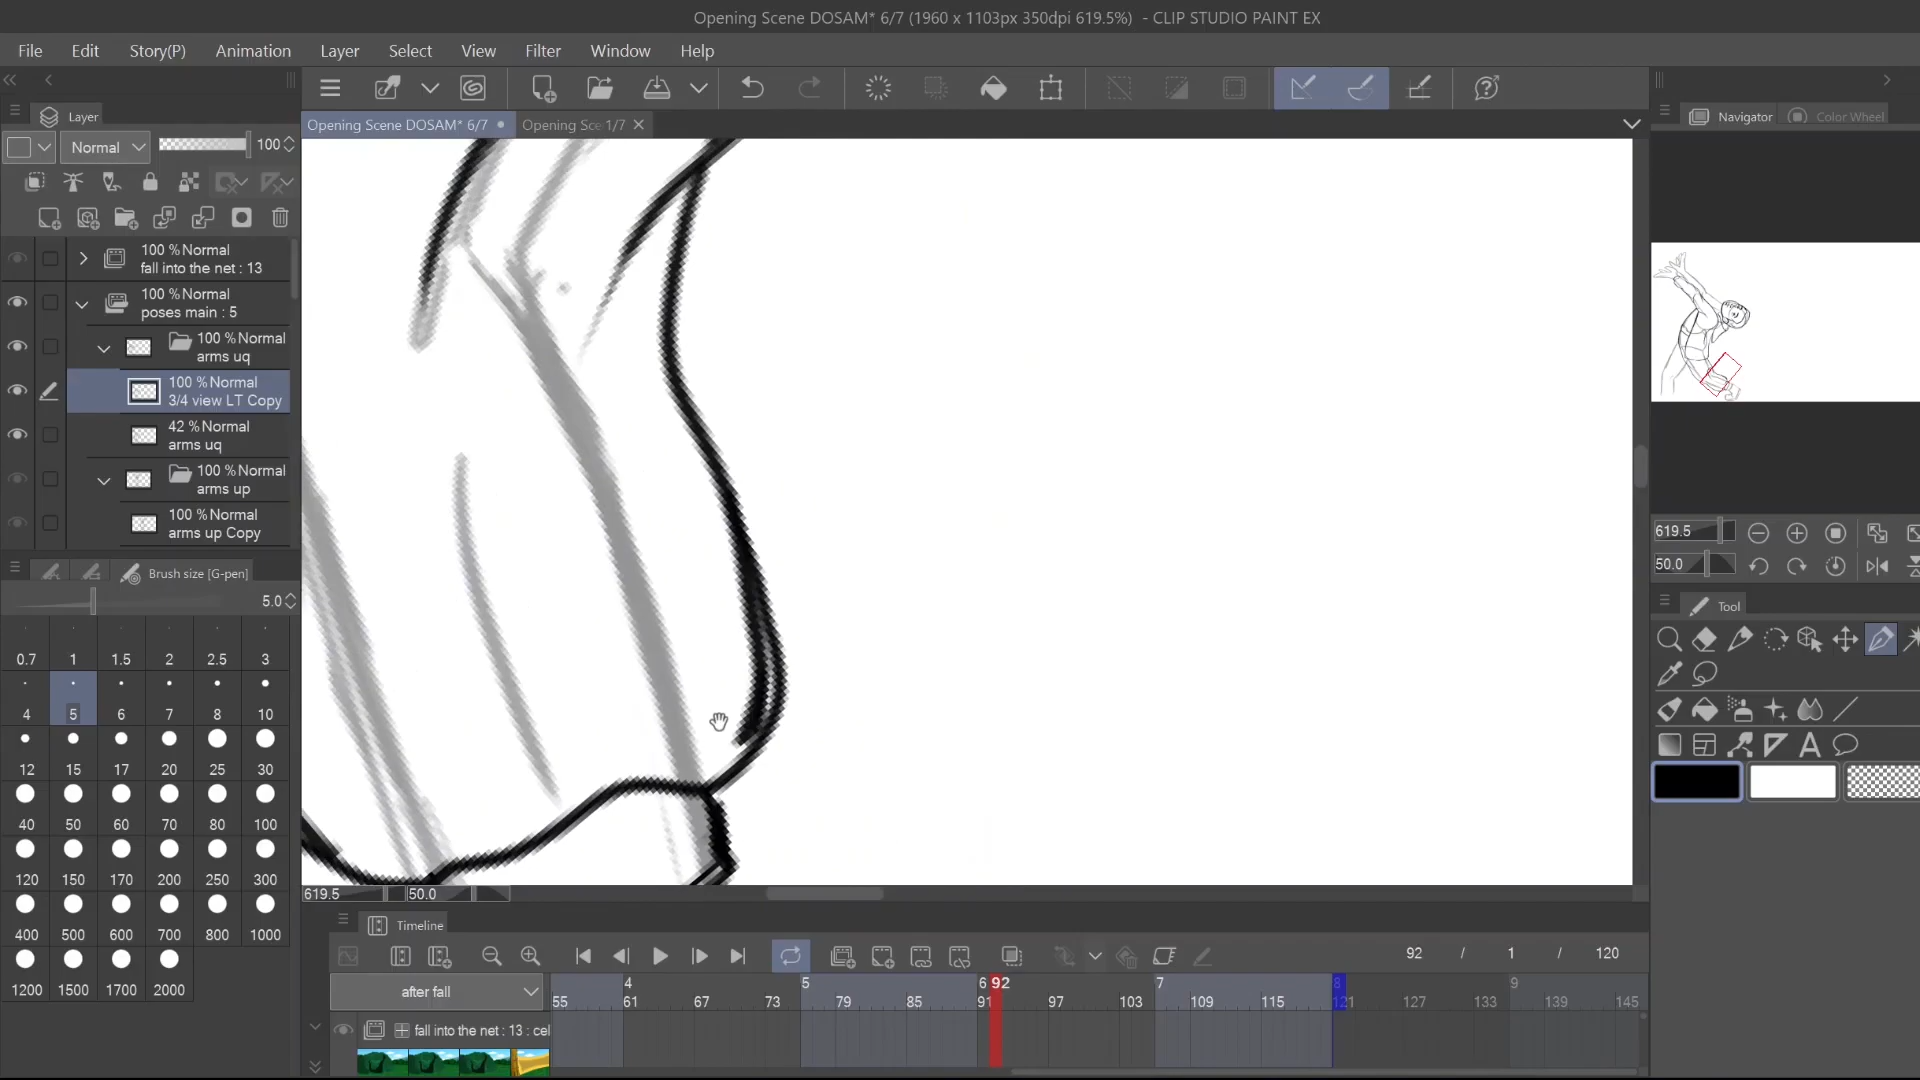 Opening Scene DOSAM* 6/7 (1960 x 1103px 350dpi 619.5%) - CLIP STUDIO PAINT EX
File Edit Story(P) Animation Layer Select View Filter Window Help
Layer
Normal 100
Opening Scene DOSAM* 6/7 Opening Sce 1/7
Navigator Color Wheel
100 %Normal
fall into the net : 13
100 %Normal
poses main : 5
100 %Normal
arms uq
100 %Normal
3/4 view LT Copy
42 %Normal
arms uq
100 %Normal
arms up
100 %Normal
arms up Copy
Brush size [G-pen]
5.0
0.7 1 1.5 2 2.5 3
4 5 6 7 8 10
12 15 17 20 25 30
40 50 60 70 80 100
120 150 170 200 250 300
400 500 600 700 800 1000
1200 1500 1700 2000
619.5
50.0
Tool
A
619.5 50.0
Timeline
92 / 1 / 120
after fall
4 5 6 92 7 8 9
55 61 67 73 79 85 91 97 103 109 115 121 127 133 139 145
fall into the net : 13 : cel